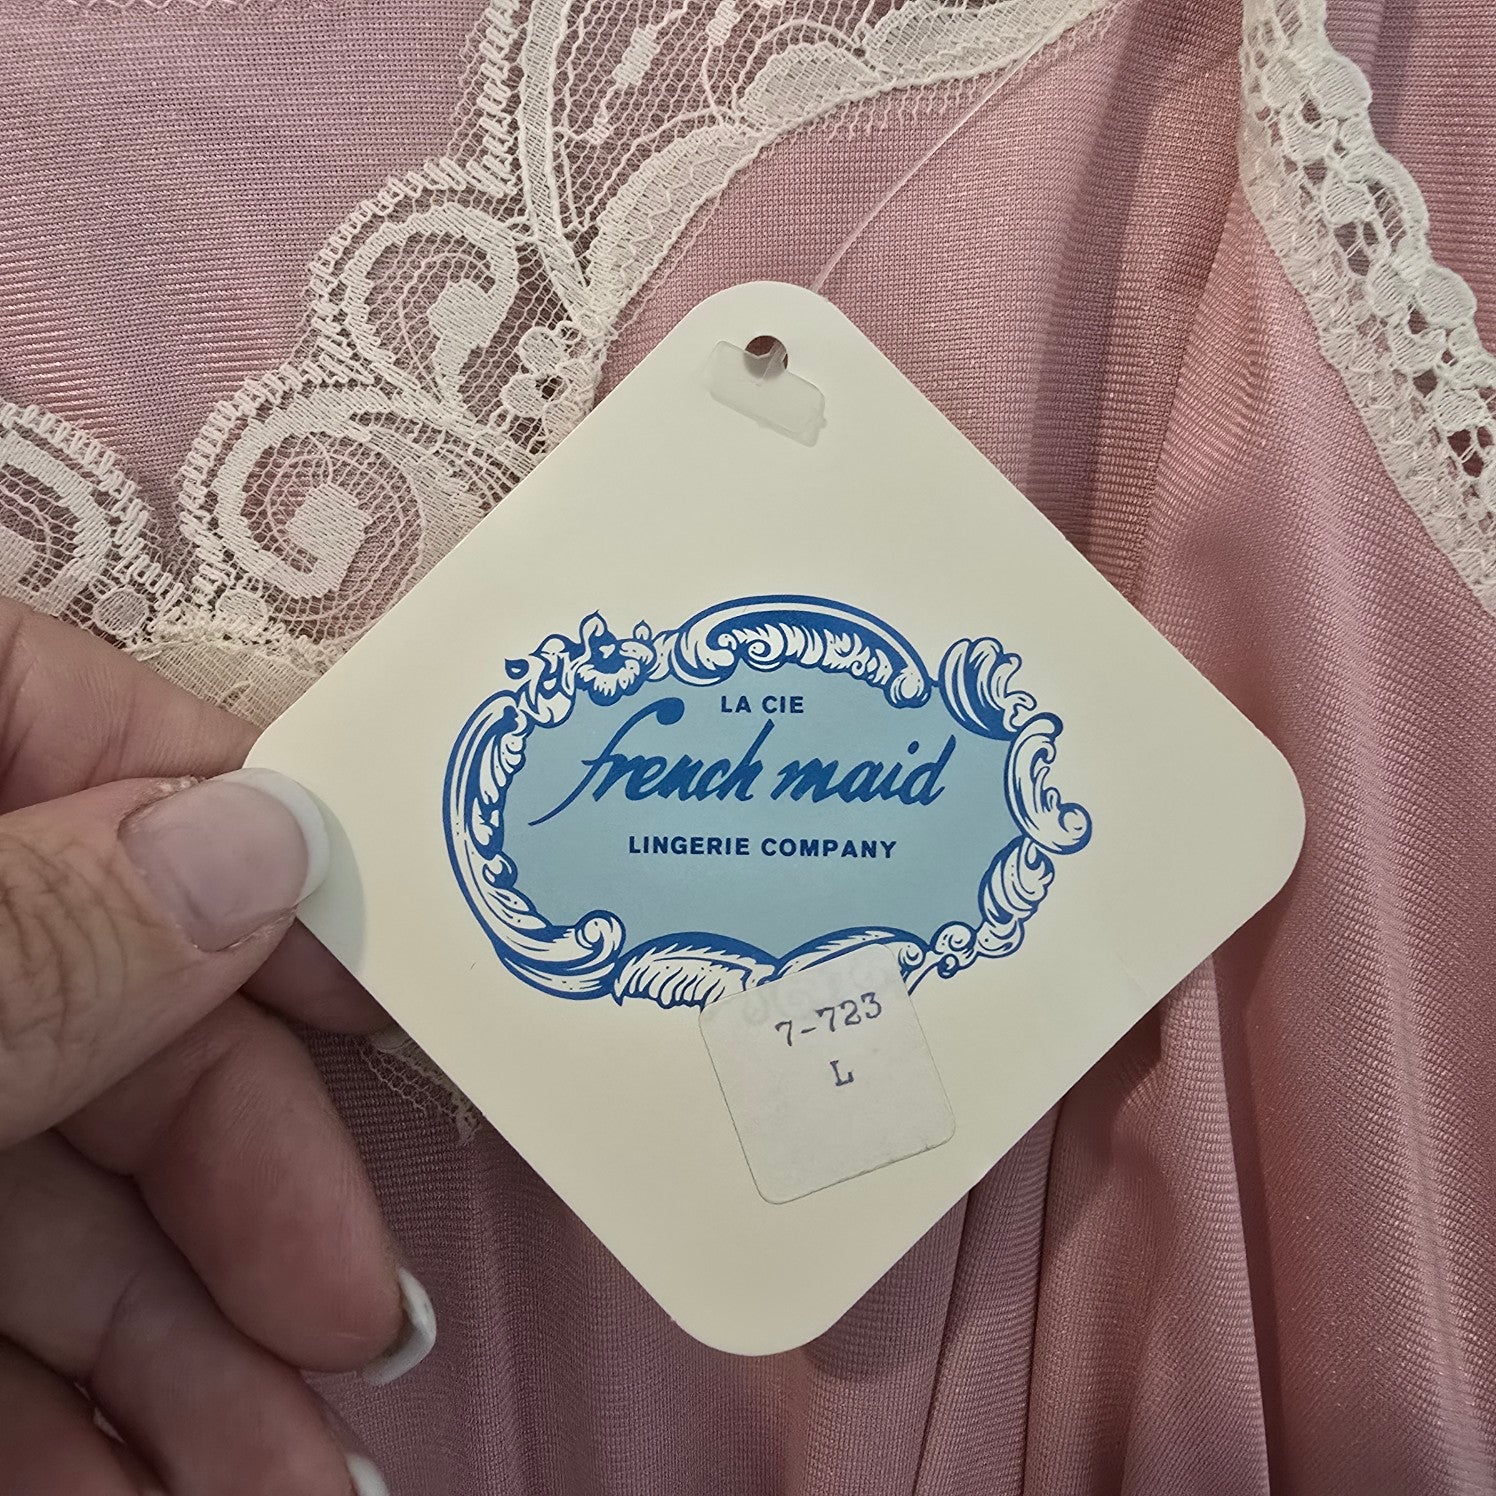 LA CIE
french maid
LINGERIE COMPANY
7-723
L